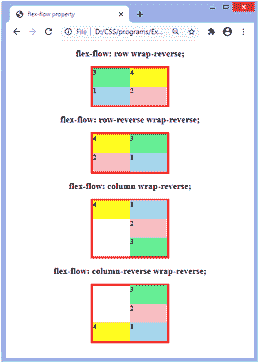 flex-flow property
File
D:/CSS/programs/Ex...
flex-flow: row wrap-reverse;
3 4
1 2
flex-flow: row-reverse wrap-reverse;
4 3
2 1
flex-flow: column wrap-reverse;
4 1
2
3
flex-flow: column-reverse wrap-reverse;
3
2
4 1